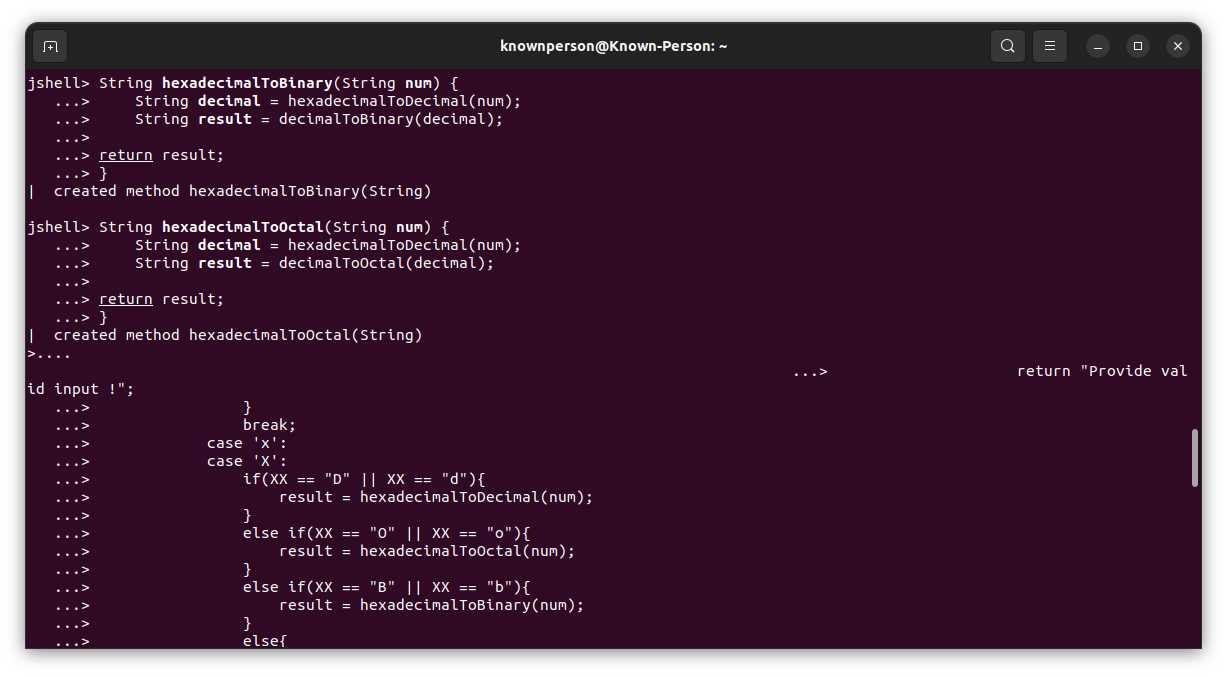 knownperson@Known-Person: ~
jshell> String hexadecimalToBinary(String num) {
   ...>     String decimal = hexadecimalToDecimal(num);
   ...>     String result = decimalToBinary(decimal);
   ...>
   ...> return result;
   ...> }
|  created method hexadecimalToBinary(String)

jshell> String hexadecimalToOctal(String num) {
   ...>     String decimal = hexadecimalToDecimal(num);
   ...>     String result = decimalToOctal(decimal);
   ...>
   ...> return result;
   ...> }
|  created method hexadecimalToOctal(String)
>....
                                                                                     ...>                     return "Provide val
id input !";
   ...>                 }
   ...>                 break;
   ...>             case 'x':
   ...>             case 'X':
   ...>                 if(XX == "D" || XX == "d"){
   ...>                     result = hexadecimalToDecimal(num);
   ...>                 }
   ...>                 else if(XX == "O" || XX == "o"){
   ...>                     result = hexadecimalToOctal(num);
   ...>                 }
   ...>                 else if(XX == "B" || XX == "b"){
   ...>                     result = hexadecimalToBinary(num);
   ...>                 }
   ...>                 else{